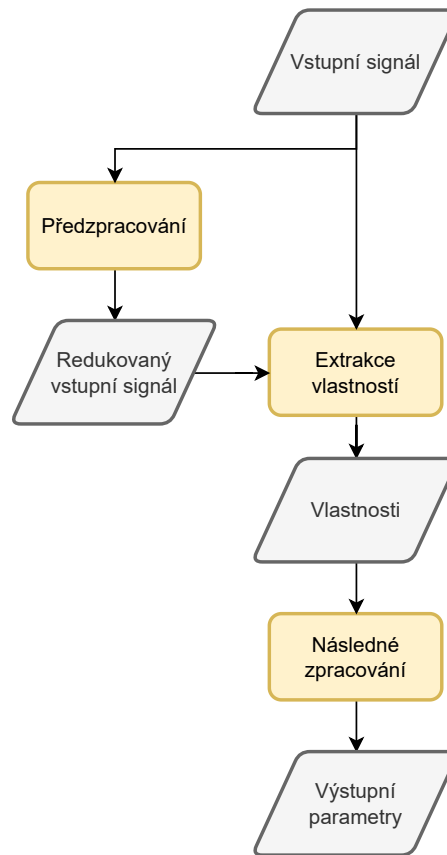 Vstupní signál
Předzpracování
Redukovaný
vstupní signál
Extrakce
vlastností
Vlastnosti
Následné
zpracování
Výstupní
parametry